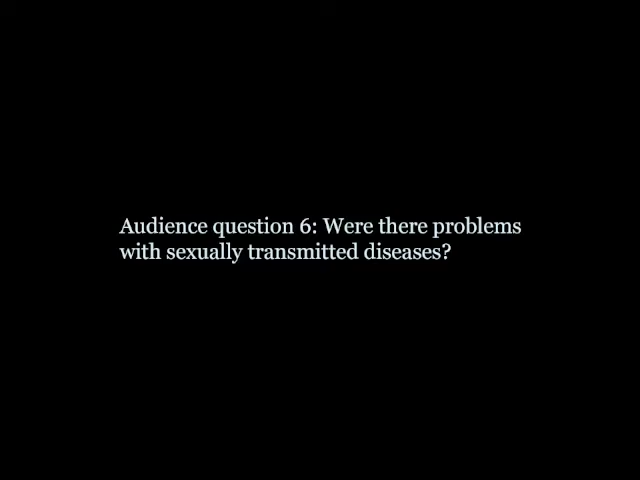 Audience question 6: Were there problems
with sexually transmitted diseases?